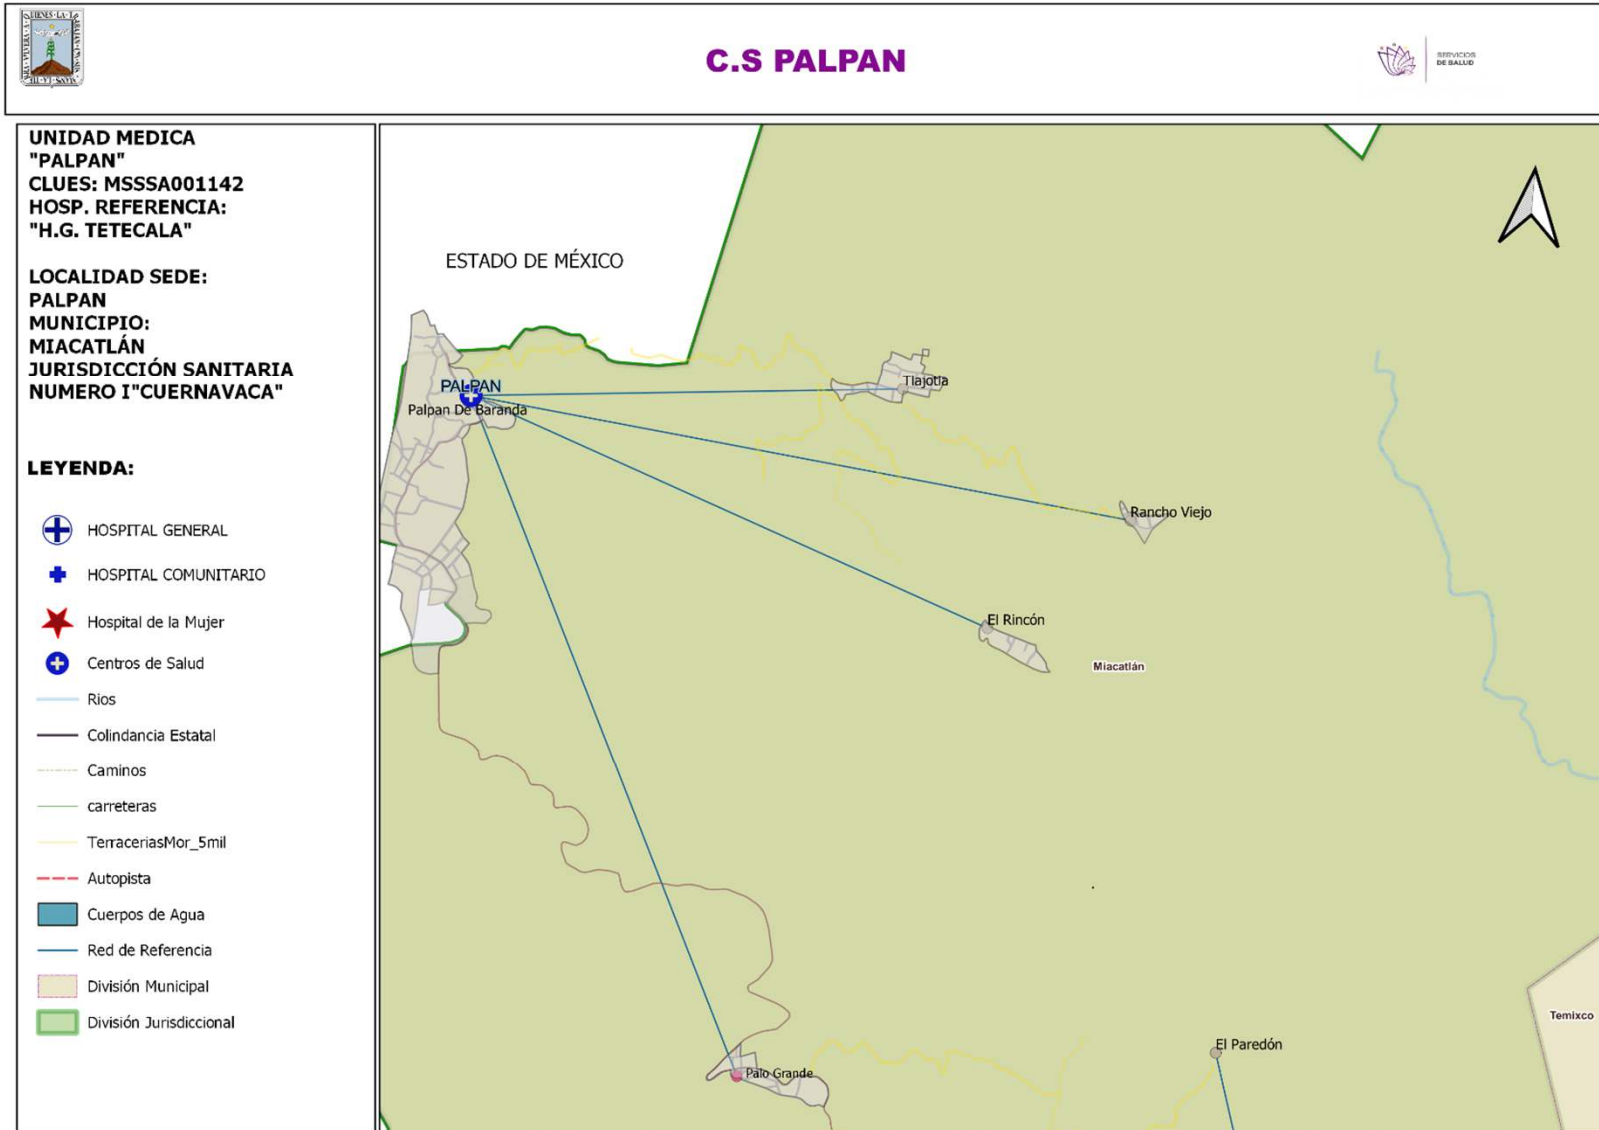 C.S PALPAN
SERVICIOS
DE SALUD
UNIDAD MEDICA
"PALPAN"
CLUES: MSSSA001142
HOSP. REFERENCIA:
"H.G. TETECALA"
LOCALIDAD SEDE:
PALPAN
MUNICIPIO:
MIACATLÁN
JURISDICCIÓN SANITARIA
NUMERO I"CUERNAVACA"
LEYENDA:
HOSPITAL GENERAL
HOSPITAL COMUNITARIO
Hospital de la Mujer
Centros de Salud
Rios
Colindancia Estatal
Caminos
carreteras
TerraceriasMor_5mil
Autopista
Cuerpos de Agua
Red de Referencia
División Municipal
División Jurisdiccional
ESTADO DE MÉXICO
PALPAN
Palpan De Baranda
Tlajotla
Rancho Viejo
El Rincón
Miacatlán
Temixco
El Paredón
Palo Grande